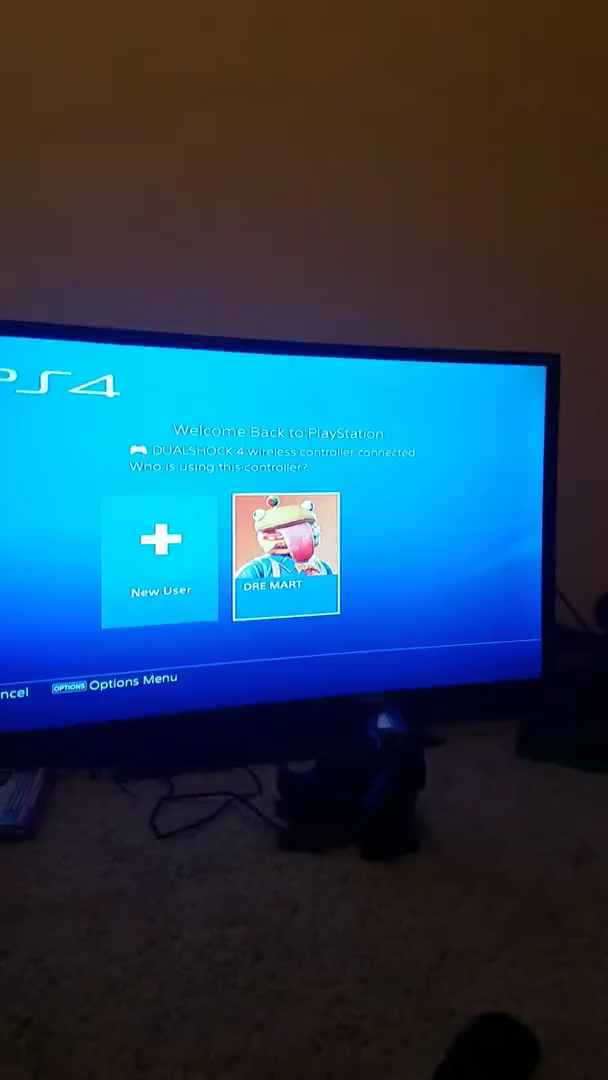 PS4
Welcome Back to PlayStation
DUALSHOCK 4 wireless controller connected.
Who is using this controller?
New User
DRE MART
ncel
OPTIONS Options Menu